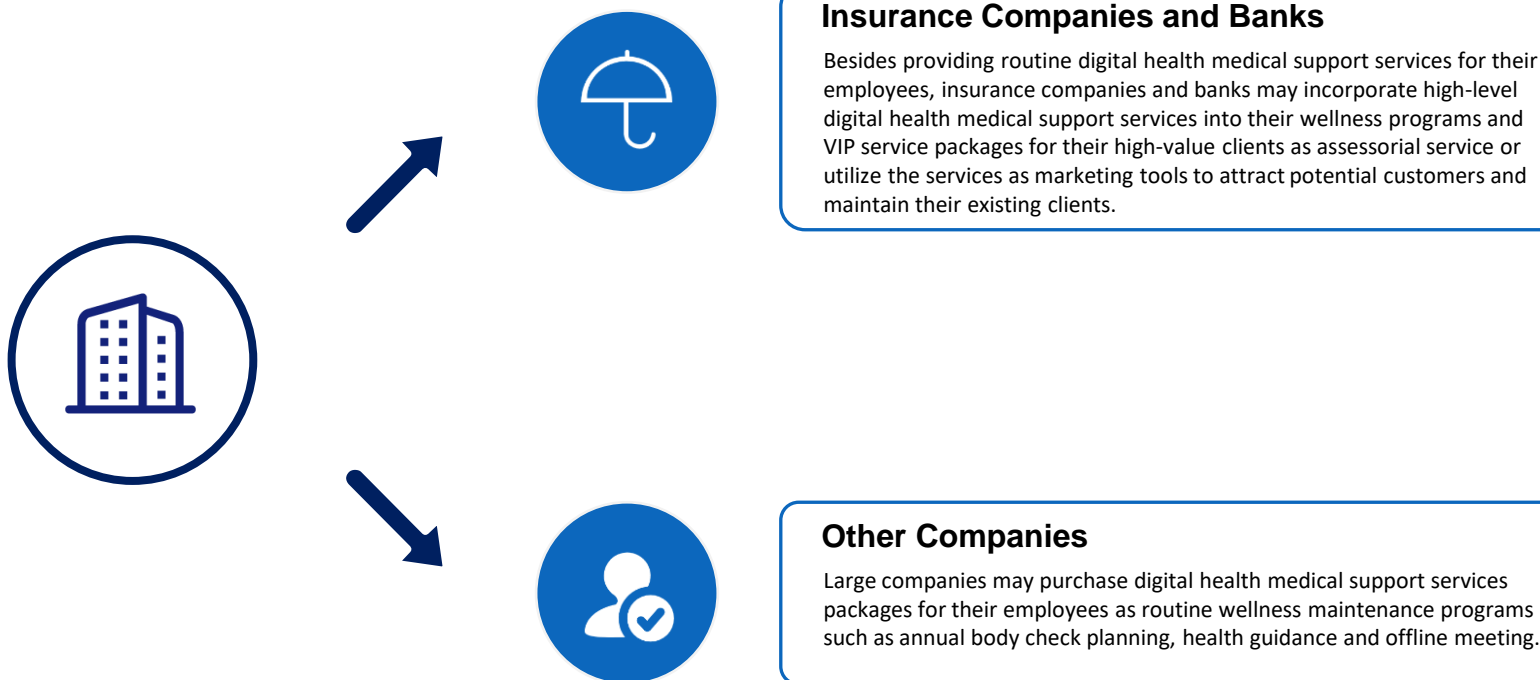 Insurance Companies and Banks
Besides providing routine digital health medical support services for their
employees, insurance companies and banks may incorporate high-level
digital health medical support services into their wellness programs and
VIP service packages for their high-value clients as assessorial service or
utilize the services as marketing tools to attract potential customers and
maintain their existing clients.
Other Companies
Large companies may purchase digital health medical support services
packages for their employees as routine wellness maintenance programs
such as annual body check planning, health guidance and offline meeting.